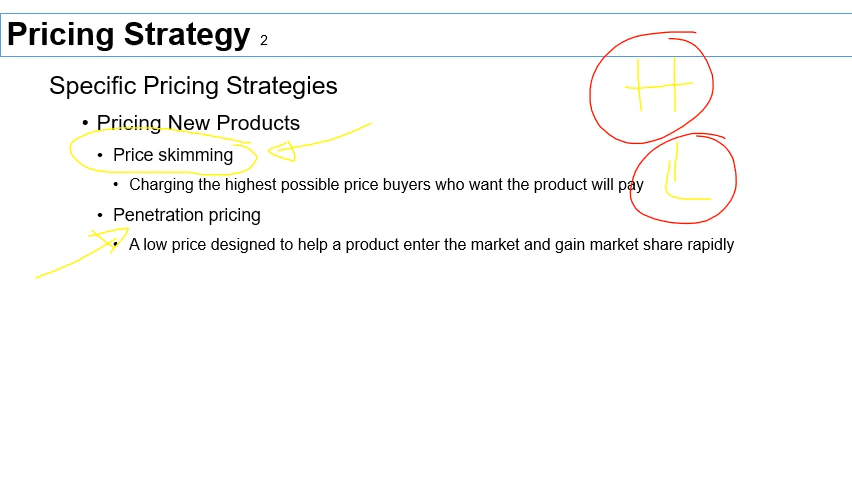 Pricing Strategy 2
Specific Pricing Strategies
• Pricing New Products
• Price skimming
• Charging the highest possible price buyers who want the product will pay
• Penetration pricing
• A low price designed to help a product enter the market and gain market share rapidly
H
L